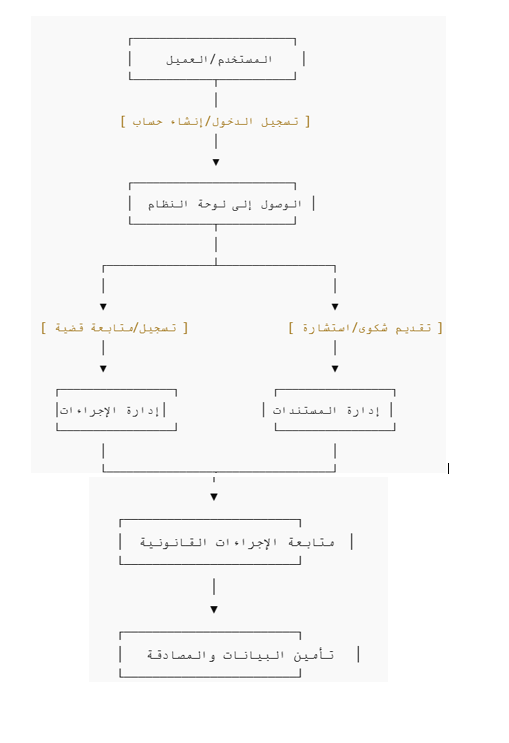 المستخدم/العميل
[ تسجيل الدخول/إنشاء حساب ]
الوصول إلى لوحة النظام
[ تقديم شكوى/استشارة ]
[ تسجيل/متابعة قضية ]
إدارة المستندات
إدارة الإجراءات
متابعة الإجراءات القانونية
تأمين البيانات والمصادقة